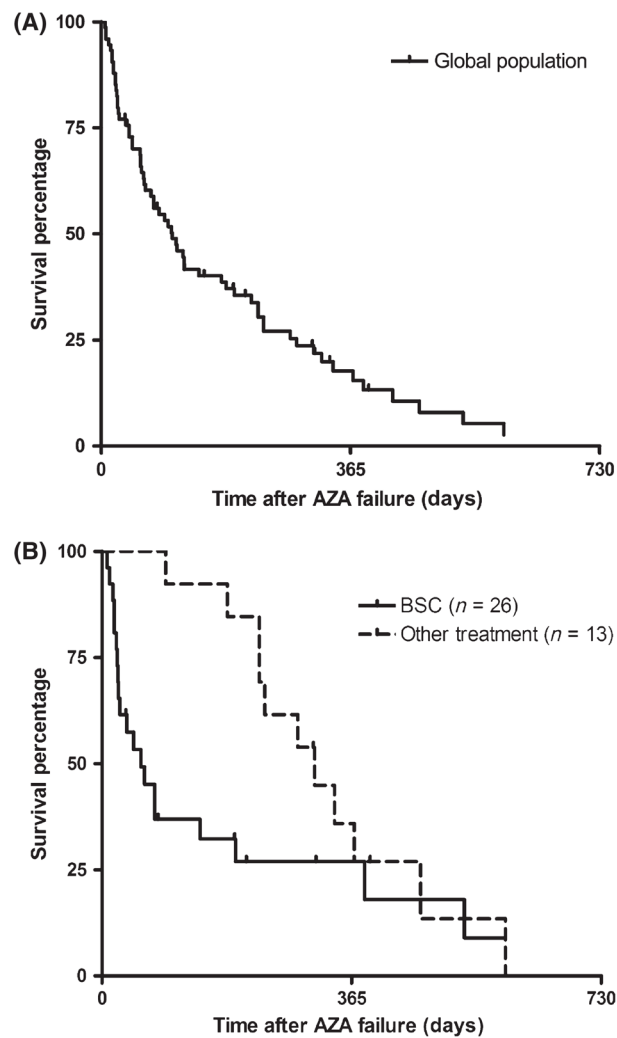 (A)
Survival percentage
100
75
50
25
0
Global population
0 365 730
Time after AZA failure (days)
(B)
Survival percentage
100
75
50
25
0
BSC (n = 26)
Other treatment (n = 13)
0 365 730
Time after AZA failure (days)